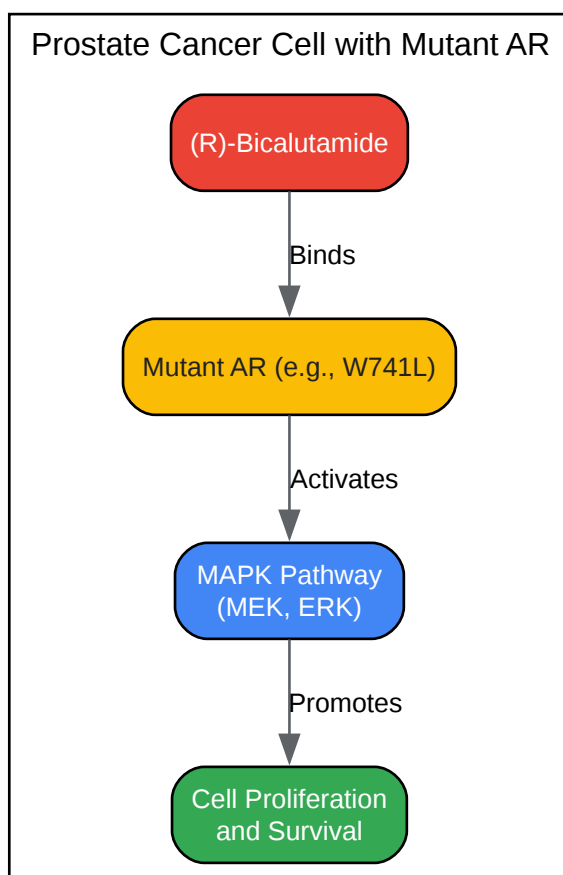 Prostate Cancer Cell with Mutant AR
(R)-Bicalutamide
Binds
Mutant AR (e.g., W741L)
Activates
MAPK Pathway
(MEK, ERK)
Promotes
Cell Proliferation
and Survival